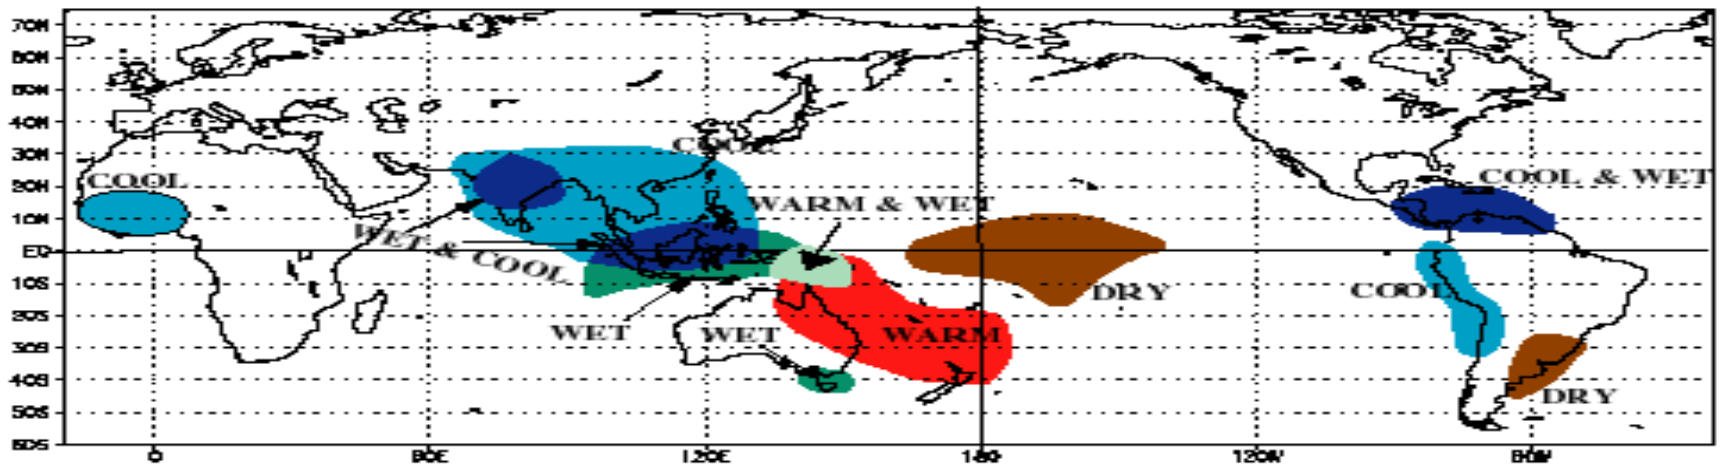 70N
60N
50N
40N
30N
20N
10N
EQ
10S
20S
30S
40S
50S
60S
COOL
COOL
COOL & WET
WARM & WET
WET & COOL
DRY
COOL
WET
WET
WARM
DRY
0
60E
120E
180
120W
60W